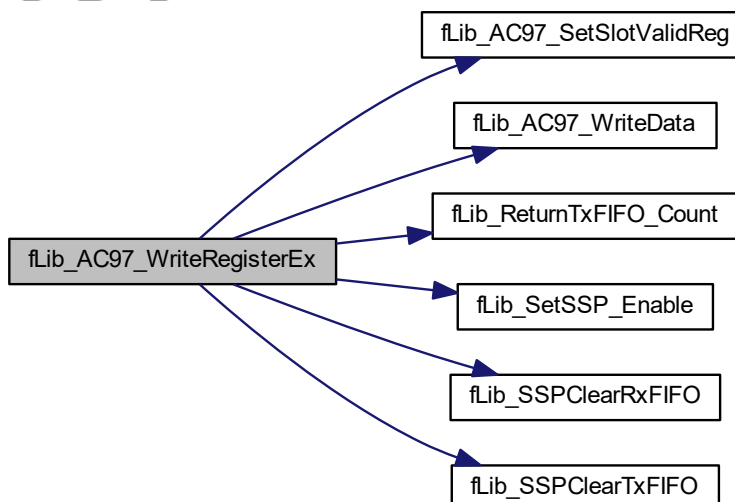 fLib_AC97_SetSlotValidReg
fLib_AC97_WriteData
fLib_ReturnTxFIFO_Count
fLib_AC97_WriteRegisterEx
fLib_SetSSP_Enable
fLib_SSPClearRxFIFO
fLib_SSPClearTxFIFO